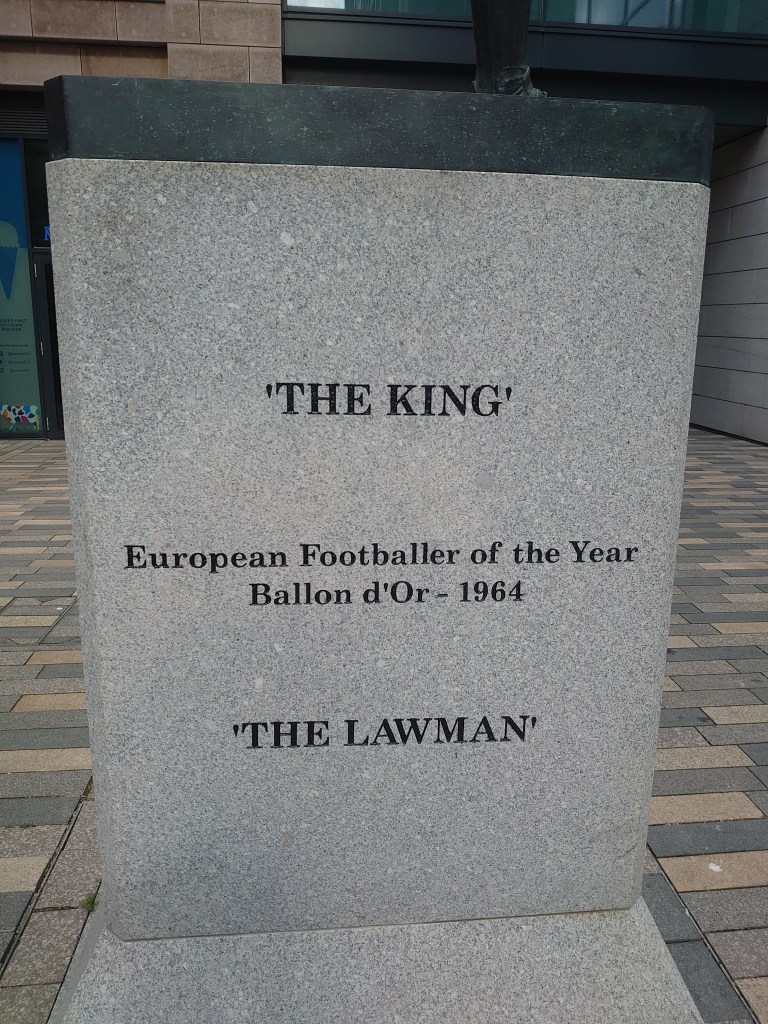 'THE KING'
European Footballer of the Year
Ballon d'Or - 1964
'THE LAWMAN'